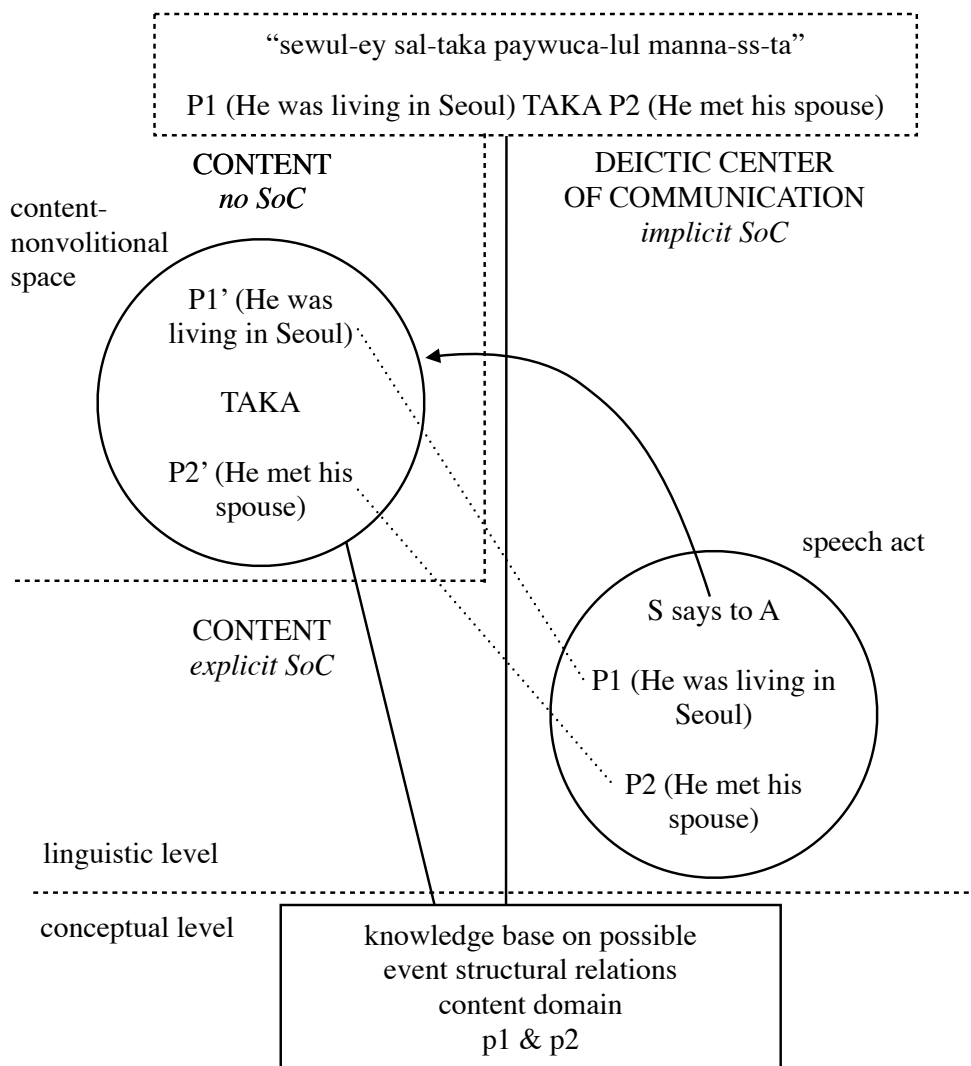 “sewul-ey sal-taka paywuca-lul manna-ss-ta”
P1 (He was living in Seoul) TAKA P2 (He met his spouse)
CONTENT
no SoC
DEICTIC CENTER
OF COMMUNICATION
implicit SoC
content-
nonvolitional
space
P1’ (He was
living in Seoul)
TAKA
P2’ (He met his
spouse)
speech act
S says to A
P1 (He was living in
Seoul)
P2 (He met his
spouse)
CONTENT
explicit SoC
linguistic level
conceptual level
knowledge base on possible
event structural relations
content domain
p1 & p2